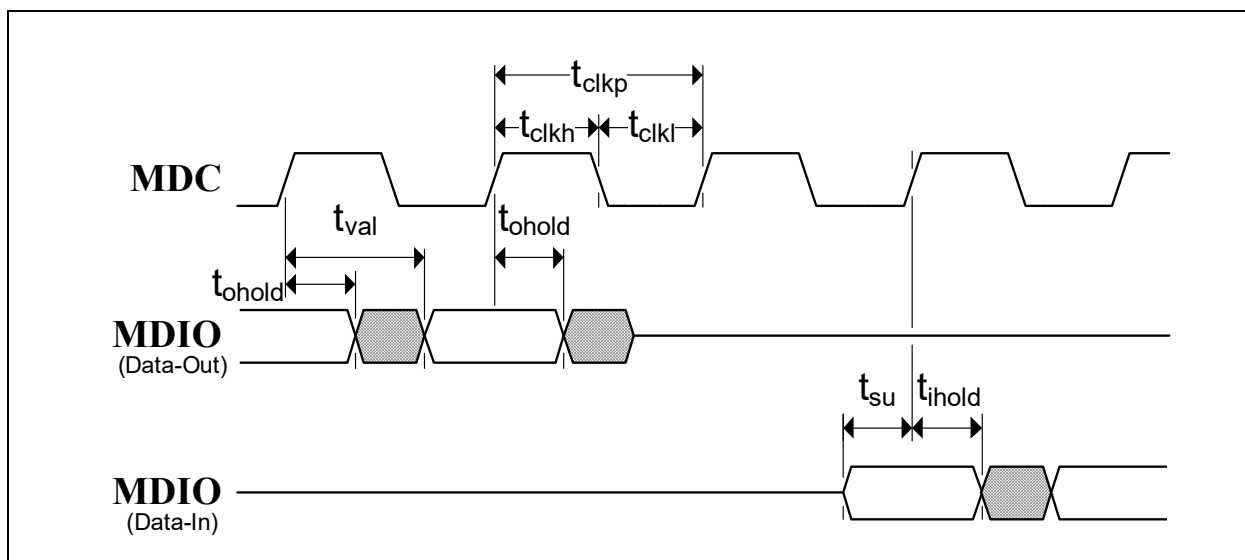 tclkp
tclkh
tclkl
MDC
tval
tohold
tohold
MDIO
(Data-Out)
tsu
tihold
MDIO
(Data-In)